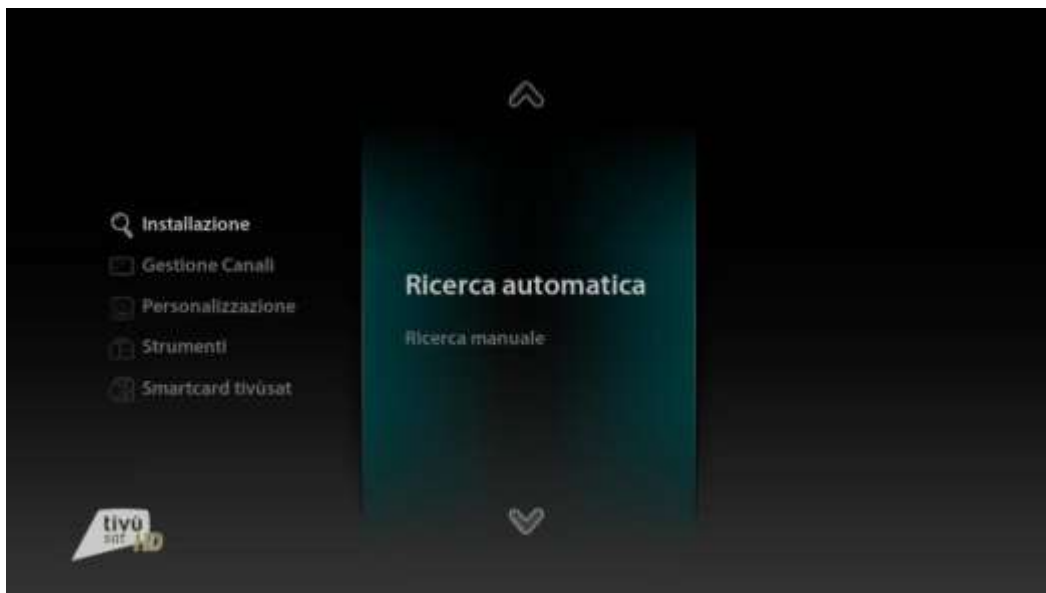 Installazione
Gestione Canali
Personalizzazione
Strumenti
Smartcard tivùsat
Ricerca automatica
Ricerca manuale
tivù
sat HD